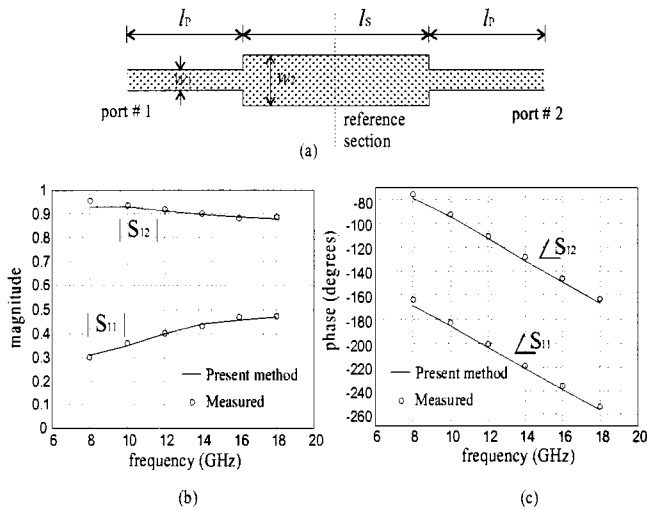 lP lS lP
W1 W2
port # 1
reference
section
port # 2
(a)
1
0.9
0.8
0.7
0.6
0.5
0.4
0.3
0.2
0.1
0
magnitude
|S12|
|S11|
Present method
Measured
6 8 10 12 14 16 18 20
frequency (GHz)
(b)
-80
-100
-120
-140
-160
-180
-200
-220
-240
-260
phase (degrees)
∠S12
∠S11
Present method
Measured
6 8 10 12 14 16 18 20
frequency (GHz)
(c)